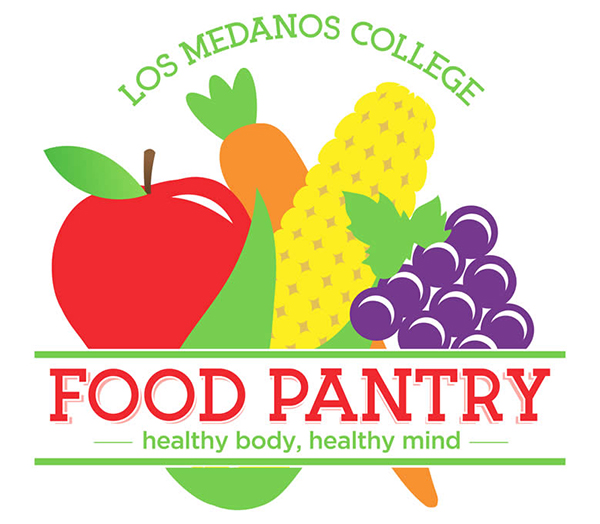 LOS MEDANOS COLLEGE
FOOD PANTRY
healthy body, healthy mind